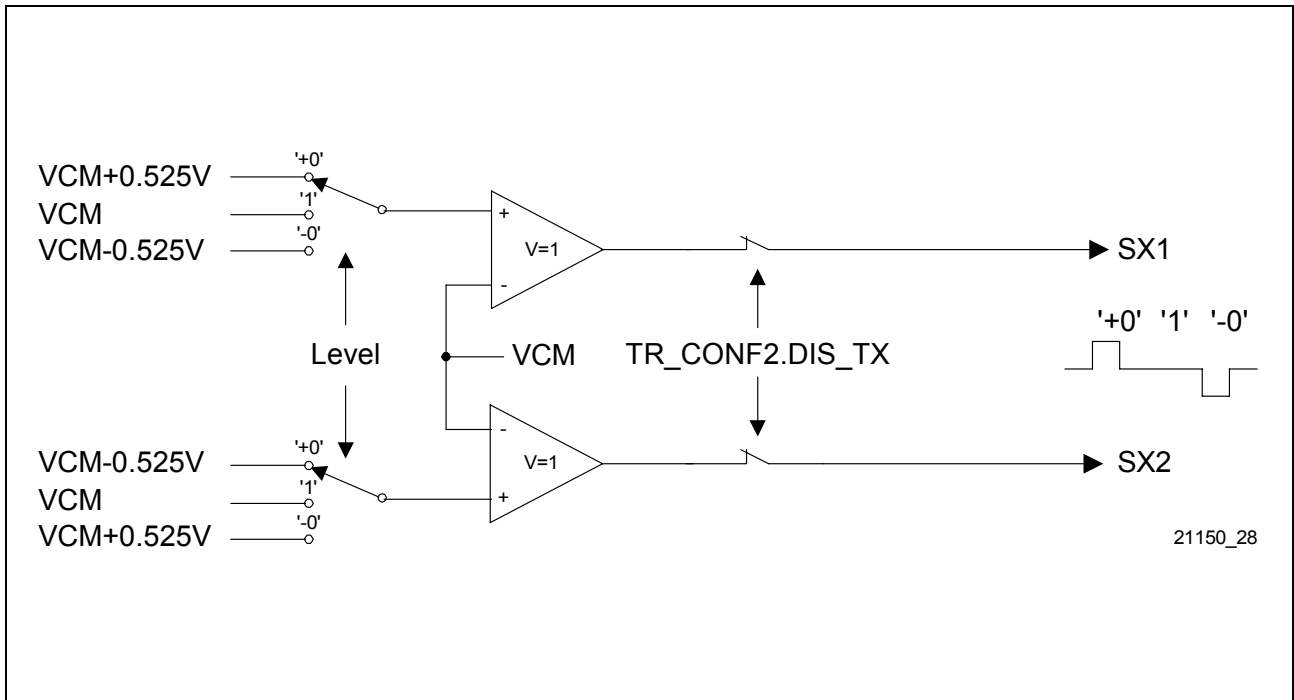 VCM+0.525V
'+0'
VCM
'1'
VCM-0.525V
'-0'
+
V=1
-
SX1
Level
VCM
TR_CONF2.DIS_TX
'+0' '1' '-0'
VCM-0.525V
'+0'
VCM
'1'
VCM+0.525V
'-0'
-
V=1
+
SX2
21150_28